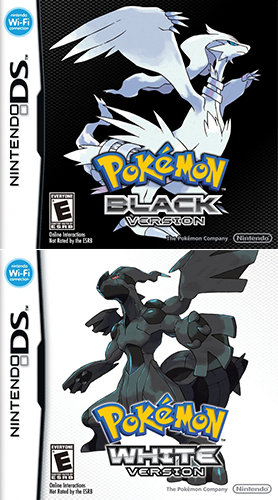 Nintendo
Wi-Fi
connection
NINTENDO DS
POKéMON
BLACK
VERSION
EVERYONE
E
ESRB
Online Interactions
Not Rated by the ESRB
The Pokémon Company
Nintendo
Nintendo
Wi-Fi
connection
NINTENDO DS
POKéMON
WHITE
VERSION
EVERYONE
E
ESRB
Online Interactions
Not Rated by the ESRB
The Pokémon Company
Nintendo